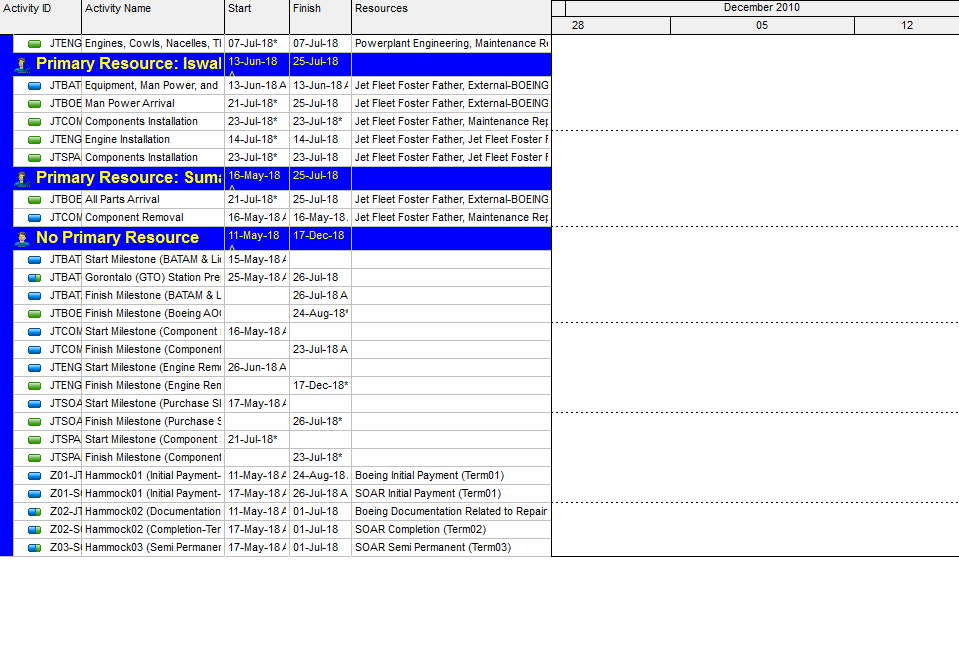 Activity ID Activity Name Start Finish Resources December 2010
28 05 12
JTENG Engines, Cowls, Nacelles, 07-Jul-18* 07-Jul-18 Powerplant Engineering, Maintenance
Primary Resource: Iswa 13-Jun-18 25-Jul-18
JTBAT Equipment, Man Power, and 13-Jun-18 A 13-Jun-18 Jet Fleet Foster Father, External-BOEING
JTBOE Man Power Arrival 21-Jul-18* 25-Jul-18 Jet Fleet Foster Father, External-BOEING
JTCOM Components Installation 23-Jul-18* 23-Jul-18* Jet Fleet Foster Father, Maintenance Rep
JTENG Engine Installation 14-Jul-18* 14-Jul-18 Jet Fleet Foster Father, Jet Fleet Foster F
JTSPA Components Installation 23-Jul-18* 23-Jul-18 Jet Fleet Foster Father, Jet Fleet Foster F
Primary Resource: Suma 16-May-18 25-Jul-18
JTBOE All Parts Arrival 21-Jul-18* 25-Jul-18 Jet Fleet Foster Father, External-BOEING
JTCOM Component Removal 16-May-18 A 16-May-18 Jet Fleet Foster Father, Maintenance Rep
No Primary Resource 11-May-18 17-Dec-18
JTBAT Start Milestone (BATAM & Li 15-May-18 A
JTBAT Gorontalo (GTO) Station Pre 25-May-18 A 26-Jul-18
JTBAT Finish Milestone (BATAM & L 26-Jul-18 A
JTBOE Finish Milestone (Boeing AO 24-Aug-18*
JTCOM Start Milestone (Component 16-May-18 A
JTCOM Finish Milestone (Component 23-Jul-18 A
JTENG Start Milestone (Engine Rem 26-Jun-18 A
JTENG Finish Milestone (Engine Ren 17-Dec-18*
JTSOA Start Milestone (Purchase 17-May-18 A
JTSOA Finish Milestone (Purchase S 26-Jul-18*
JTSPA Start Milestone (Component 21-Jul-18*
JTSPA Finish Milestone (Component 23-Jul-18*
Z01-JT Hammock01 (Initial Payment- 11-May-18 A 24-Aug-18 Boeing Initial Payment (Term01)
Z01-S Hammock01 (Initial Payment- 17-May-18 A 26-Jul-18 A SOAR Initial Payment (Term01)
Z02-JT Hammock02 (Documentation 11-May-18 A 01-Jul-18 Boeing Documentation Related to Repair
Z02-S Hammock02 (Completion-Ter 17-May-18 A 01-Jul-18 SOAR Completion (Term02)
Z03-S Hammock03 (Semi Permaner 17-May-18 A 01-Jul-18 SOAR Semi Permanent (Term03)